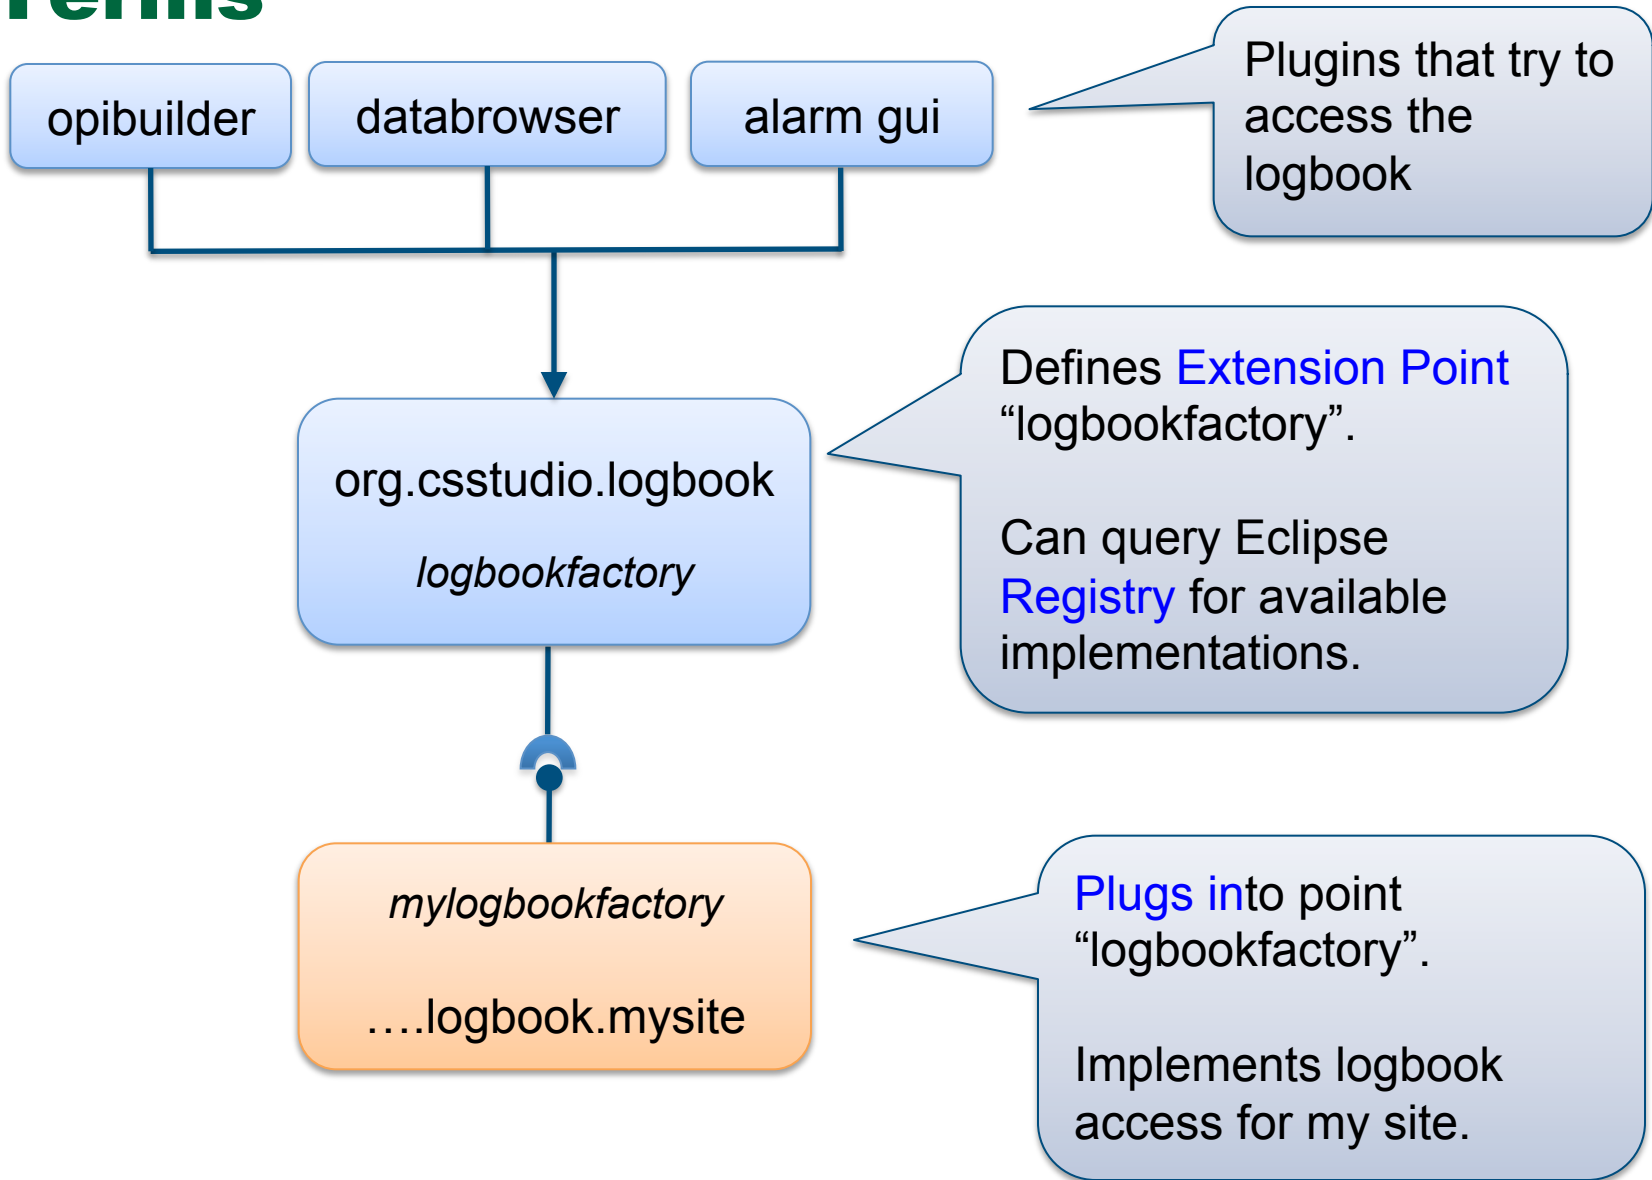 Terms
opibuilder
databrowser
alarm gui
Plugins that try to
access the
logbook
org.csstudio.logbook
logbookfactory
Defines Extension Point
“logbookfactory”.
Can query Eclipse
Registry for available
implementations.
mylogbookfactory
….logbook.mysite
Plugs into point
“logbookfactory”.
Implements logbook
access for my site.